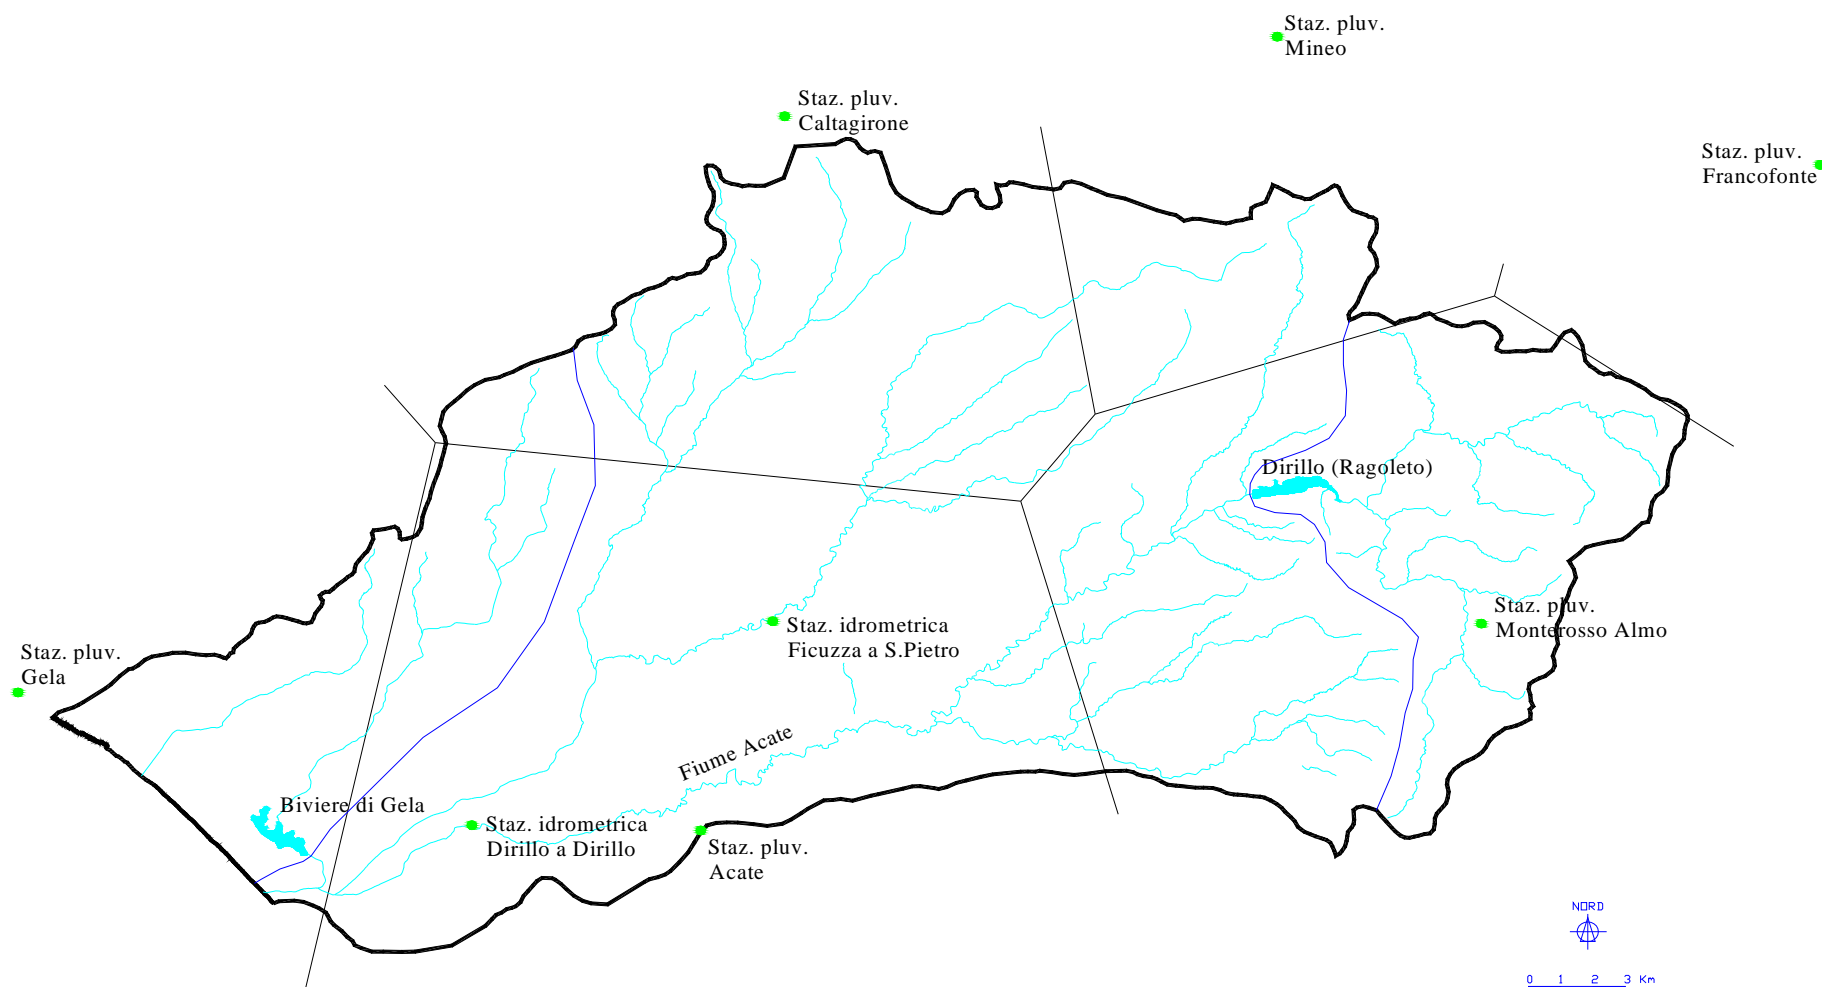 Staz. pluv.
Mineo
Staz. pluv.
Caltagirone
Staz. pluv.
Francofonte
Dirillo (Ragoleto)
Staz. pluv.
Monterosso Almo
Staz. idrometrica
Ficuzza a S.Pietro
Staz. pluv.
Gela
Fiume Acate
Biviere di Gela
Staz. idrometrica
Dirillo a Dirillo
Staz. pluv.
Acate
NORD
0 1 2 3 Km